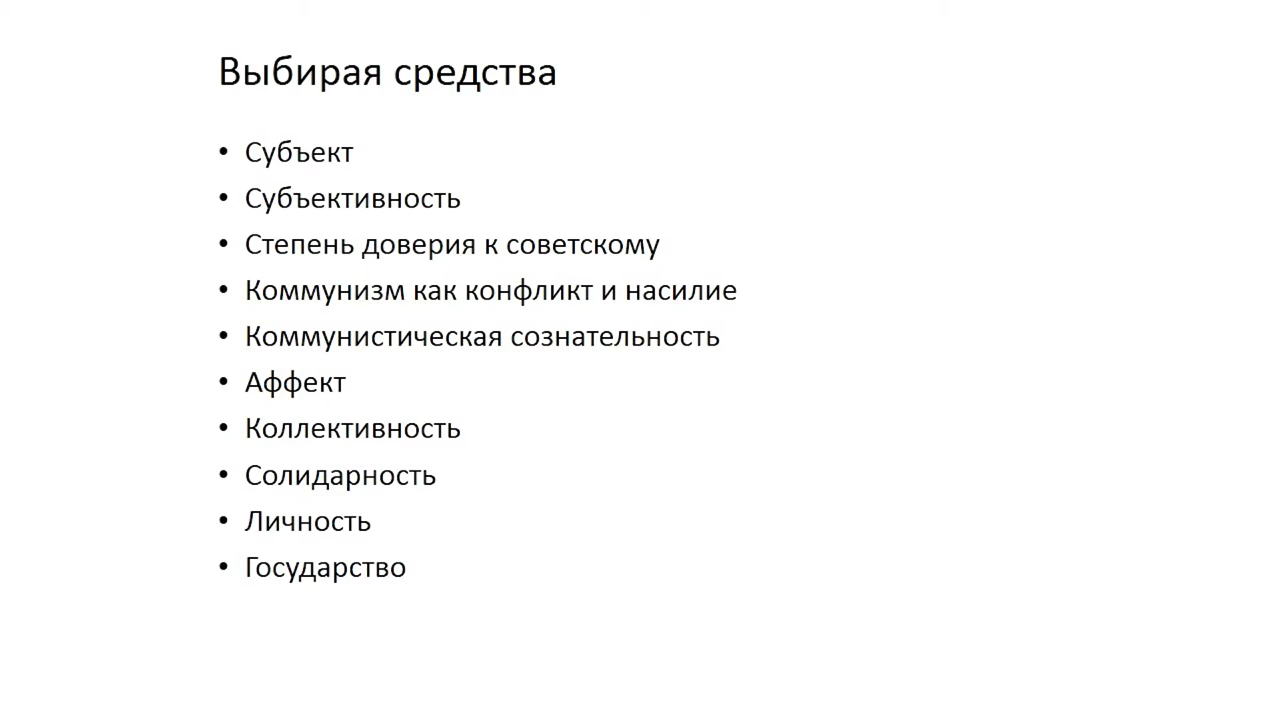 Выбирая средства
• Субъект
• Субъективность
• Степень доверия к советскому
• Коммунизм как конфликт и насилие
• Коммунистическая сознательность
• Аффект
• Коллективность
• Солидарность
• Личность
• Государство